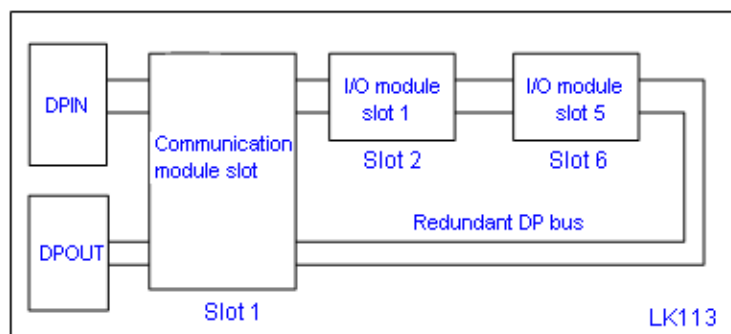 DPIN
Communication
module slot
I/O module
slot 1
Slot 2
I/O module
slot 5
Slot 6
Redundant DP bus
DPOUT
Slot 1
LK113